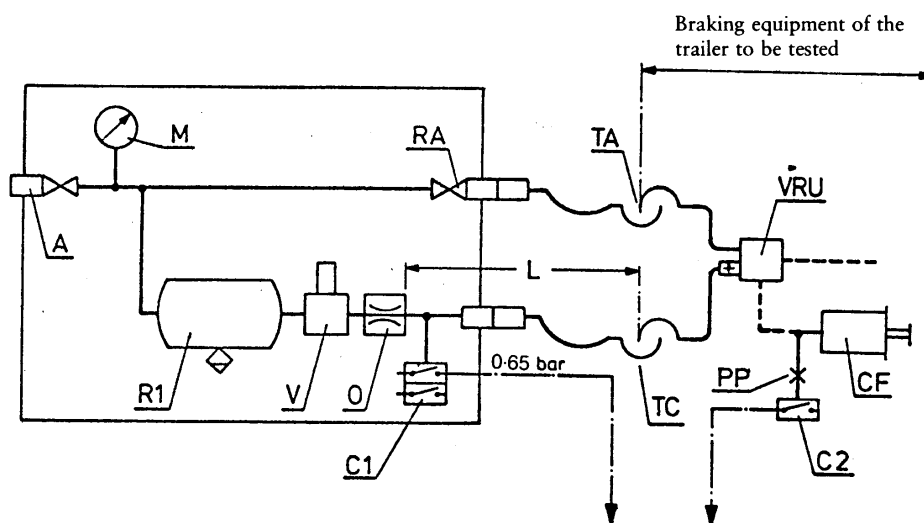 Braking equipment of the
trailer to be tested
M
RA
TA
VRU
A
L
0·65 bar
R1
V
O
C1
TC
PP
CF
C2